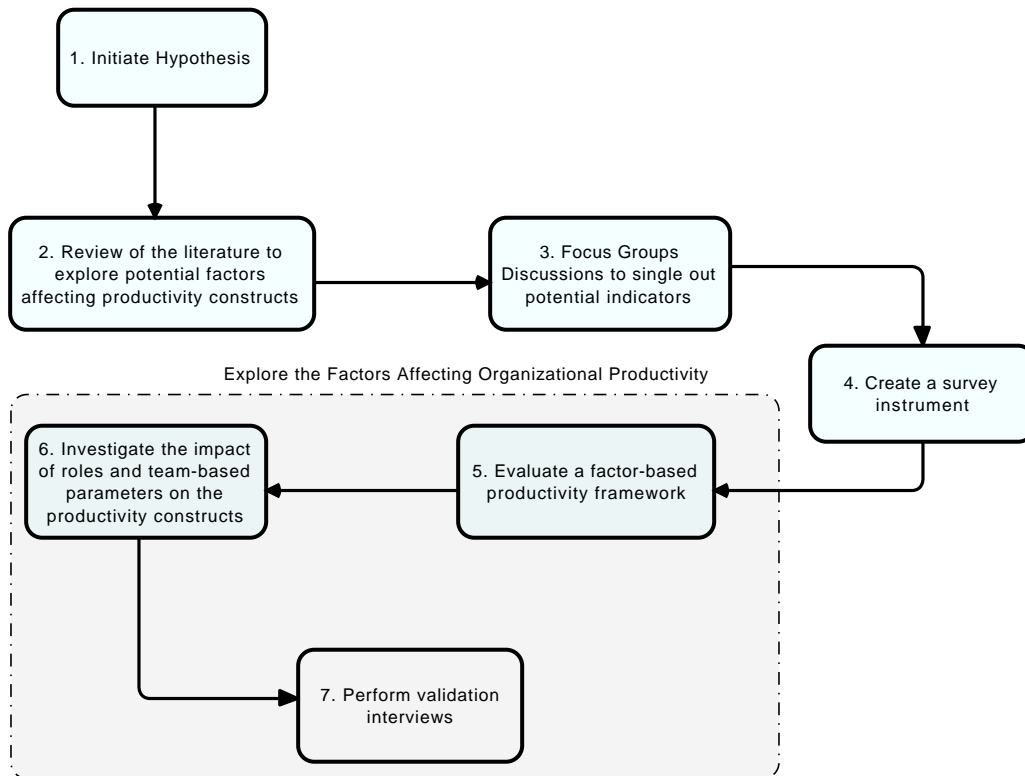 1. Initiate Hypothesis
2. Review of the literature to
explore potential factors
affecting productivity constructs
3. Focus Groups
Discussions to single out
potential indicators
4. Create a survey
instrument
Explore the Factors Affecting Organizational Productivity
5. Evaluate a factor-based
productivity framework
6. Investigate the impact
of roles and team-based
parameters on the
productivity constructs
7. Perform validation
interviews